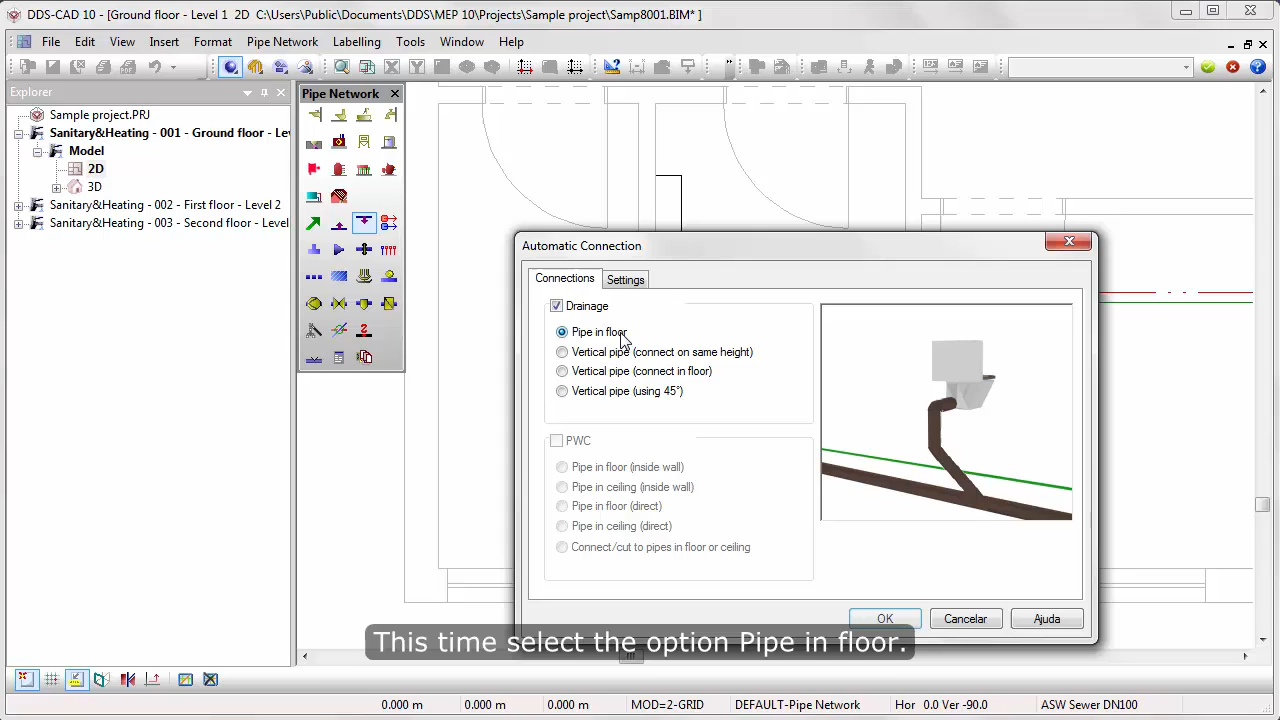 DDS-CAD 10 - [Ground floor - Level 1  2D  C:\Users\Public\Documents\DDS\MEP 10\Projects\Sample project\Samp8001.BIM* ]
File Edit View Insert Format Pipe Network Labelling Tools Window Help
Explorer
Pipe Network
Sample project.PRJ
Sanitary&Heating - 001 - Ground floor - Leve
Model
2D
3D
Sanitary&Heating - 002 - First floor - Level 2
Sanitary&Heating - 003 - Second floor - Level
Automatic Connection
Connections Settings
Drainage
Pipe in floor
Vertical pipe (connect on same height)
Vertical pipe (connect in floor)
Vertical pipe (using 45°)
PWC
Pipe in floor (inside wall)
Pipe in ceiling (inside wall)
Pipe in floor (direct)
Pipe in ceiling (direct)
Connect/cut to pipes in floor or ceiling
OK Cancelar Ajuda
This time select the option Pipe in floor.
0.000 m 0.000 m 0.000 m MOD=2-GRID DEFAULT-Pipe Network Hor 0.0 Ver -90.0 ASW Sewer DN100